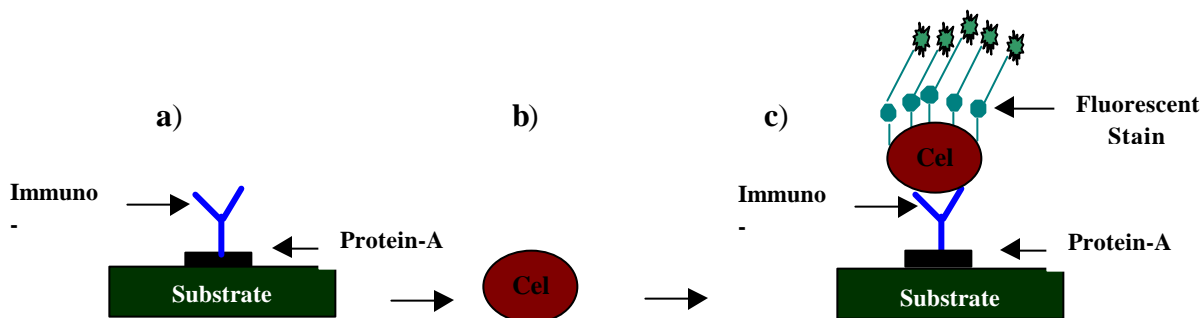 a)
Immuno
-
Protein-A
Substrate
b)
Cel
c)
Fluorescent
Stain
Cel
Immuno
-
Protein-A
Substrate